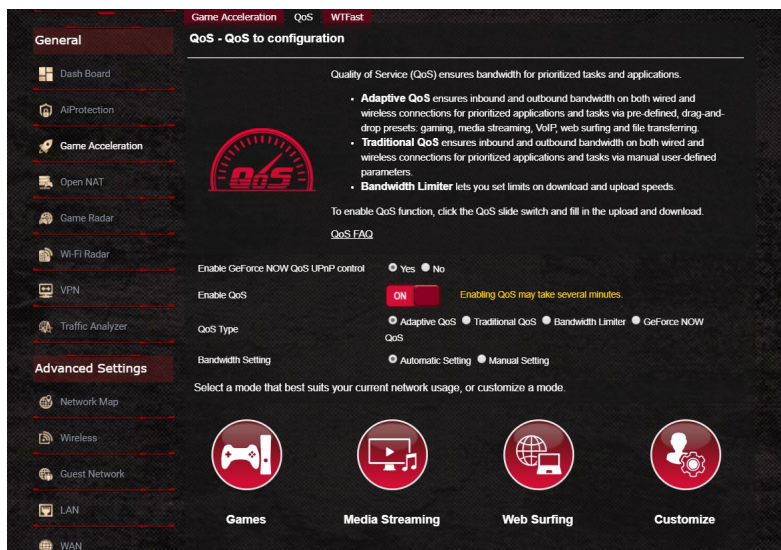 Game Acceleration QoS WTFast
General
QoS - QoS to configuration
Quality of Service (QoS) ensures bandwidth for prioritized tasks and applications.
Dash Board
Adaptive QoS ensures inbound and outbound bandwidth on both wired and
wireless connections for prioritized applications and tasks via pre-defined, drag-and-
drop presets: gaming, media streaming, VoIP, web surfing and file transferring.
Traditional QoS ensures inbound and outbound bandwidth on both wired and
wireless connections for prioritized applications and tasks via manual user-defined
parameters.
Bandwidth Limiter lets you set limits on download and upload speeds.
QoS
To enable QoS function, click the QoS slide switch and fill in the upload and download.
QoS FAQ
AiProtection
Game Acceleration
Open NAT
Game Radar
Wi-Fi Radar
VPN
Traffic Analyzer
Enable GeForce NOW QoS UPnP control Yes No
Enable QoS ON Enabling QoS may take several minutes.
QoS Type Adaptive QoS Traditional QoS Bandwidth Limiter GeForce NOW
QoS
Bandwidth Setting Automatic Setting Manual Setting
Select a mode that best suits your current network usage, or customize a mode.
Advanced Settings
Network Map
Wireless
Guest Network
LAN
WAN
Games Media Streaming Web Surfing Customize